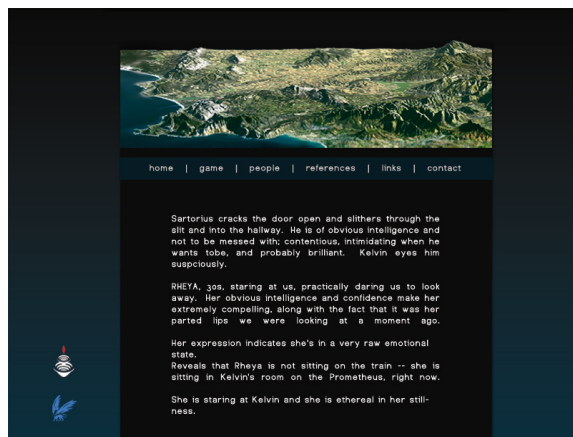 home | game | people | references | links | contact
Sartorius cracks the door open and slithers through the
slit and into the hallway. He is of obvious intelligence and
not to be messed with; contentious, intimidating when he
wants tobe, and probably brilliant. Kelvin eyes him
suspciously.
RHEYA, 30s, staring at us, practically daring us to look
away. Her obvious intelligence and confidence make her
extremely compelling, along with the fact that it was her
parted lips we were looking at a moment ago.
Her expression indicates she's in a very raw emotional
state.
Reveals that Rheya is not sitting on the train -- she is
sitting in Kelvin's room on the Prometheus, right now.
She is staring at Kelvin and she is ethereal in her still-
ness.